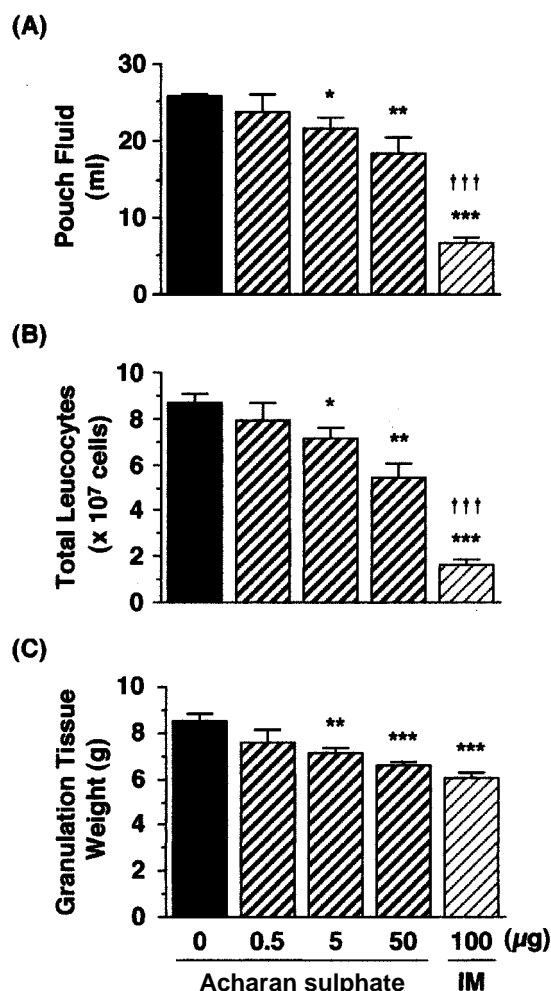 (A)
Pouch Fluid
(ml)
30
20
10
0
*
**
†††
***
(B)
Total Leucocytes
(x 10⁷ cells)
10
8
6
4
2
0
*
**
†††
***
(C)
Granulation Tissue
Weight (g)
10
8
6
4
2
0
**
***
***
0 0.5 5 50 100 (µg)
Acharan sulphate IM